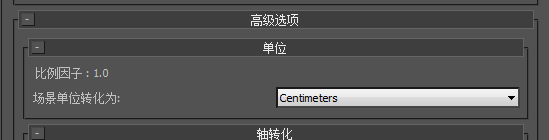 高级选项
单位
比例因子：1.0
场景单位转化为:
Centimeters
轴转化